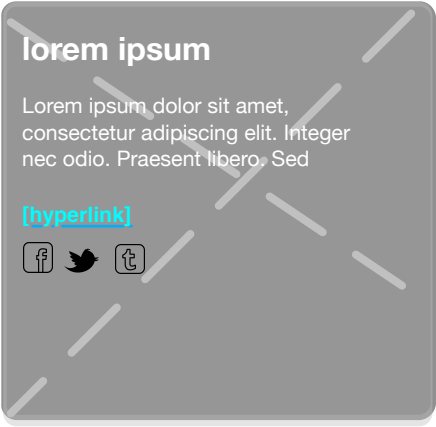 lorem ipsum
Lorem ipsum dolor sit amet,
consectetur adipiscing elit. Integer
nec odio. Praesent libero. Sed
[hyperlink]
f t